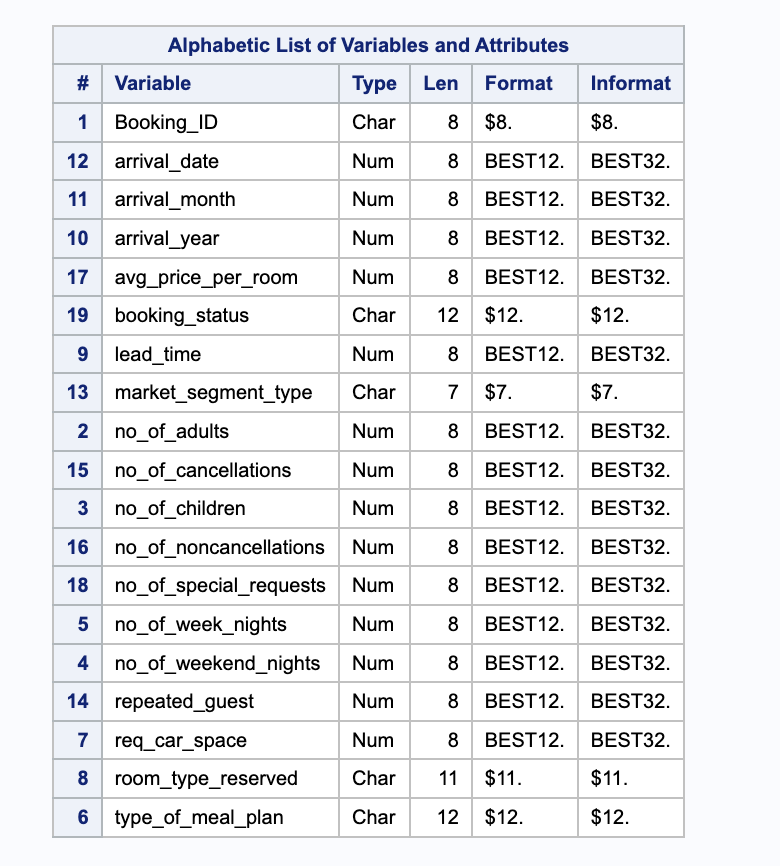 Alphabetic List of Variables and Attributes
# Variable Type Len Format Informat
1 Booking_ID Char 8 $8. $8.
12 arrival_date Num 8 BEST12. BEST32.
11 arrival_month Num 8 BEST12. BEST32.
10 arrival_year Num 8 BEST12. BEST32.
17 avg_price_per_room Num 8 BEST12. BEST32.
19 booking_status Char 12 $12. $12.
9 lead_time Num 8 BEST12. BEST32.
13 market_segment_type Char 7 $7. $7.
2 no_of_adults Num 8 BEST12. BEST32.
15 no_of_cancellations Num 8 BEST12. BEST32.
3 no_of_children Num 8 BEST12. BEST32.
16 no_of_noncancellations Num 8 BEST12. BEST32.
18 no_of_special_requests Num 8 BEST12. BEST32.
5 no_of_week_nights Num 8 BEST12. BEST32.
4 no_of_weekend_nights Num 8 BEST12. BEST32.
14 repeated_guest Num 8 BEST12. BEST32.
7 req_car_space Num 8 BEST12. BEST32.
8 room_type_reserved Char 11 $11. $11.
6 type_of_meal_plan Char 12 $12. $12.